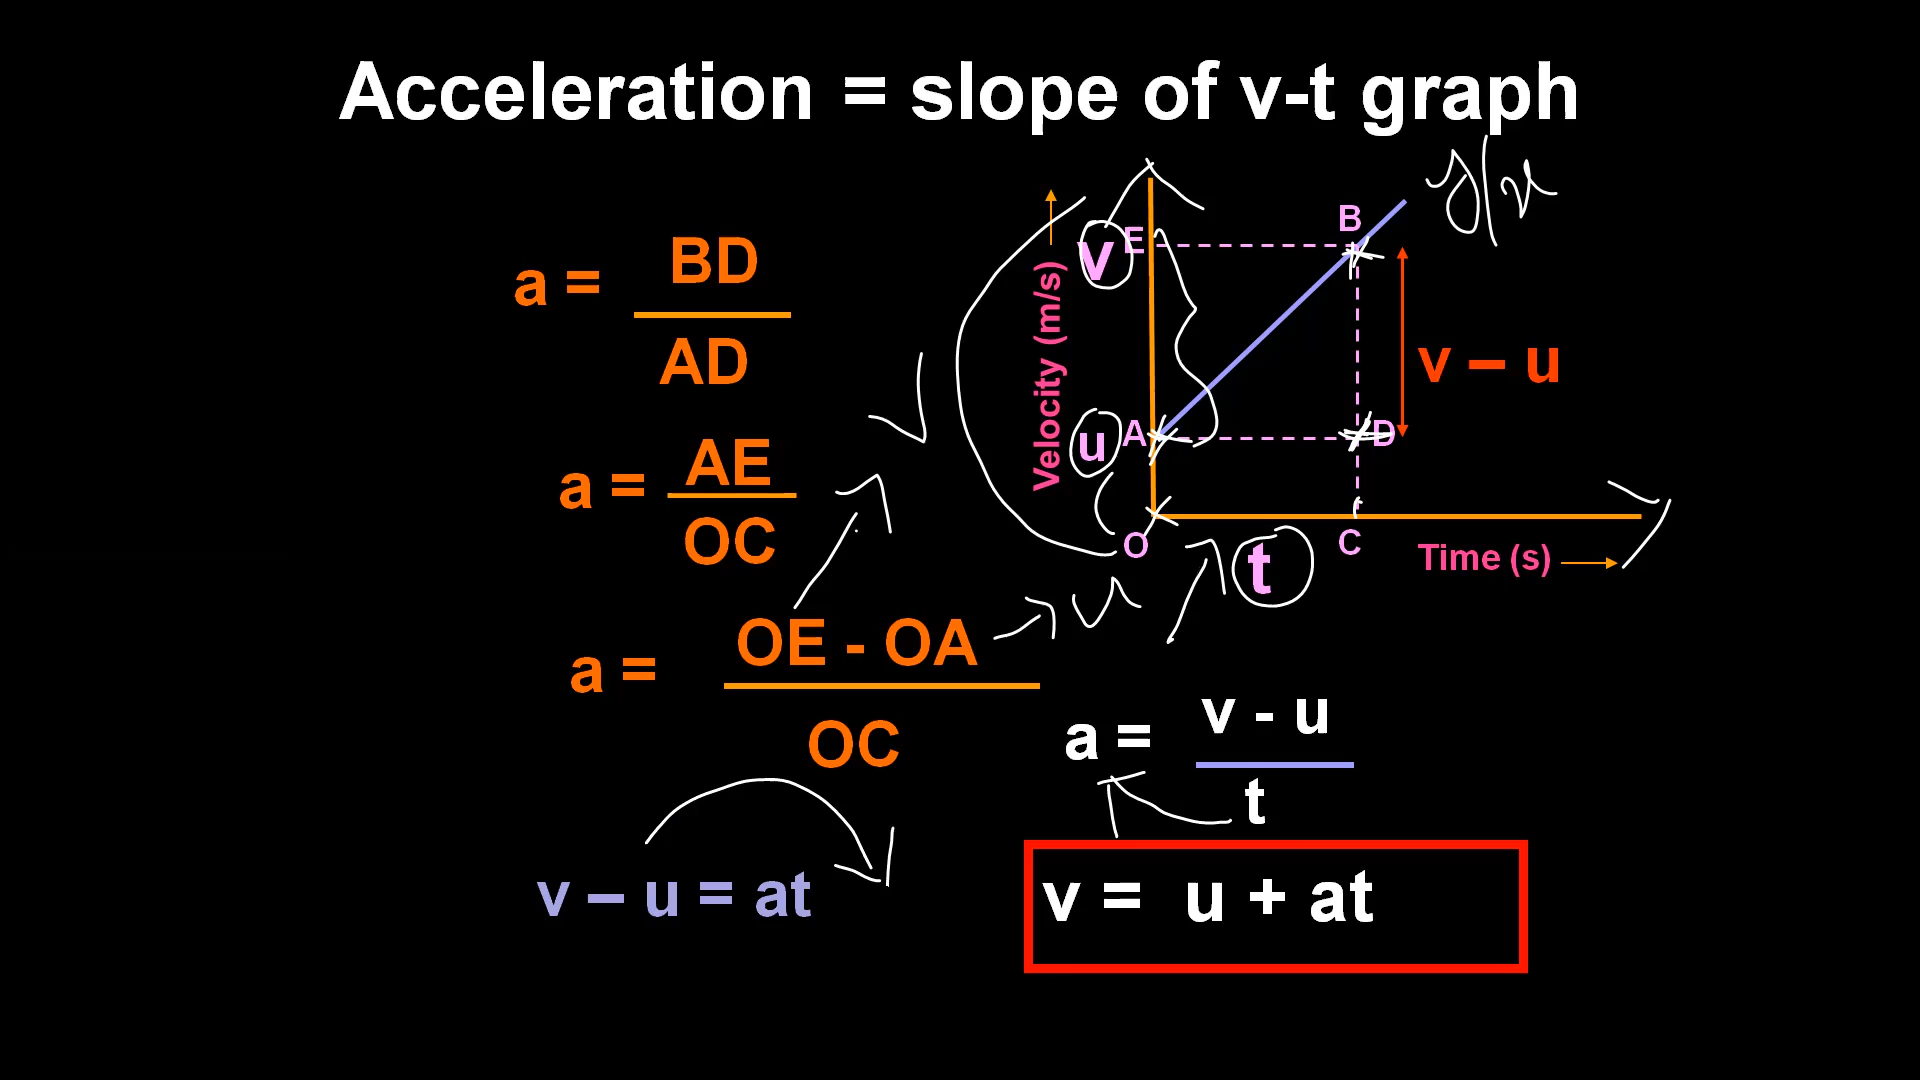 Acceleration = slope of v-t graph
a = BD
AD
a = AE
OC
a = OE - OA
OC
v – u = at
Velocity (m/s)
v E B
u A D
v – u
O C
t
Time (s)
u
a = v - u
t
v = u + at